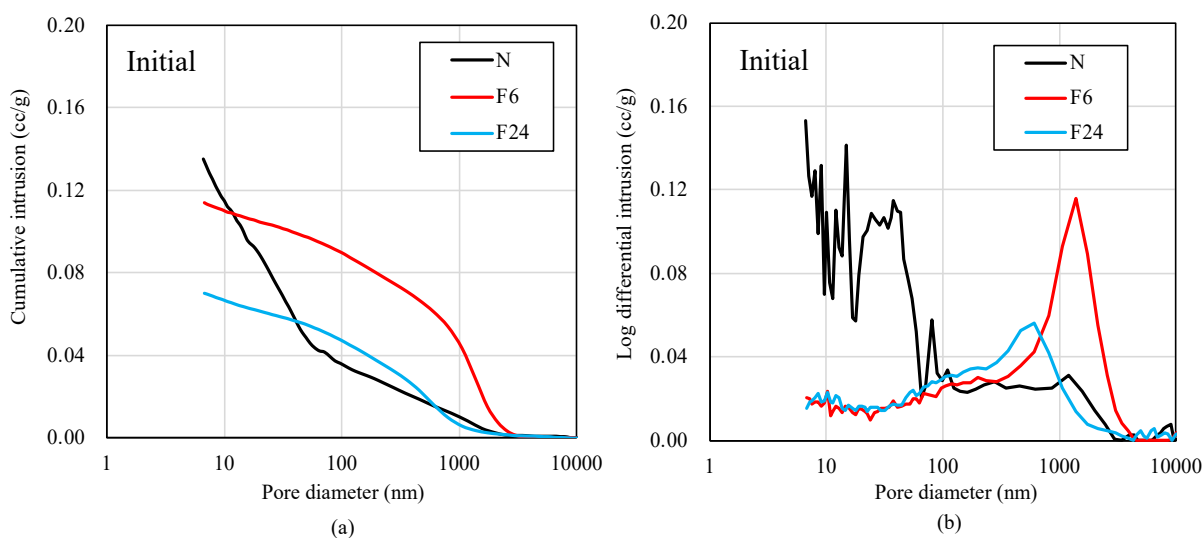 0.20
0.16
0.12
0.08
0.04
0.00
Cumulative intrusion (cc/g)
Initial
N
F6
F24
1
10
100
1000
10000
Pore diameter (nm)
(a)
0.20
0.16
0.12
0.08
0.04
0.00
Log differential intrusion (cc/g)
Initial
N
F6
F24
1
10
100
1000
10000
Pore diameter (nm)
(b)